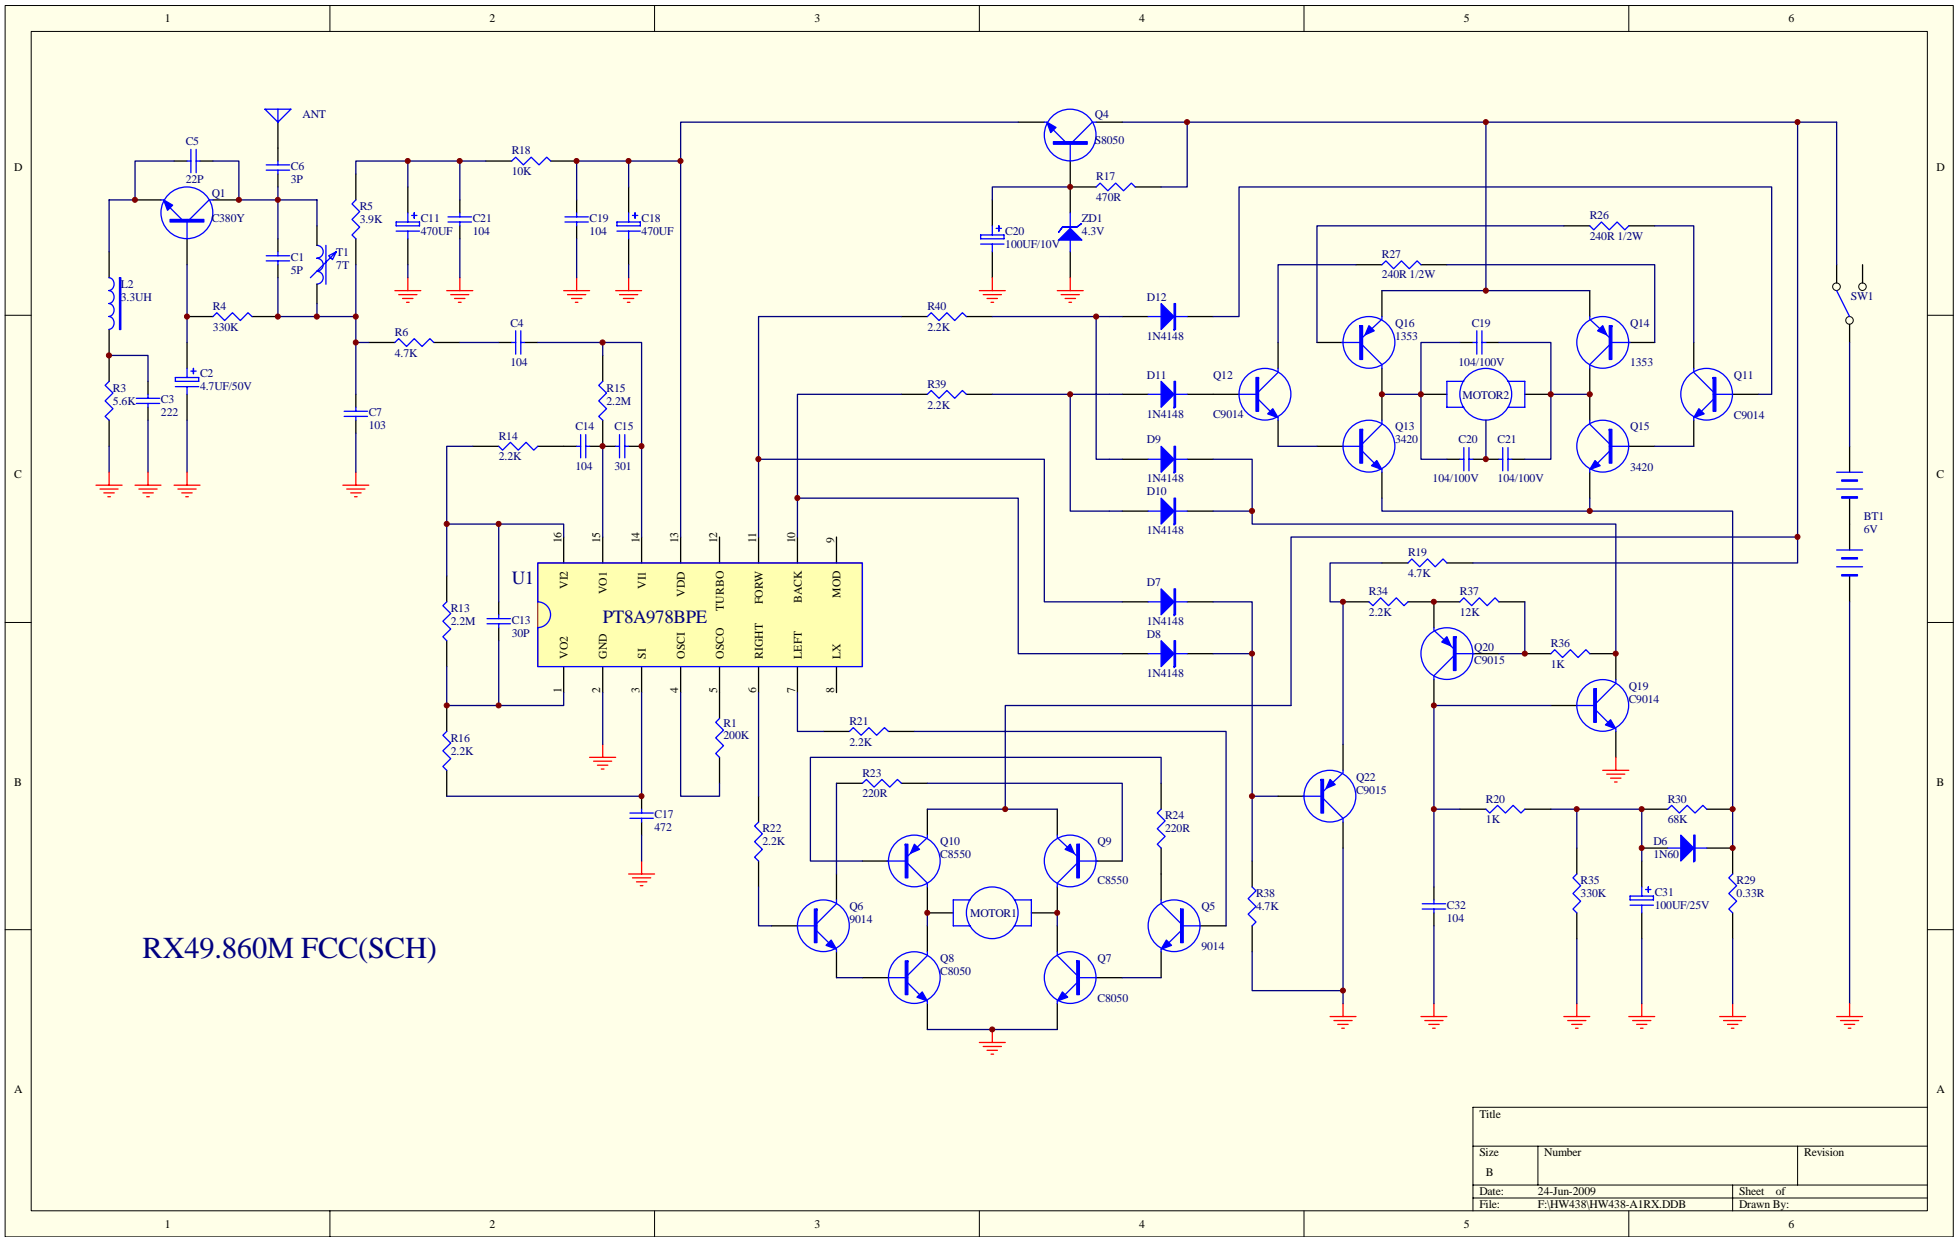 1 2 3 4 5 6
D
C
B
A
D
C
B
A
ANT
C5
22P
C6
3P
Q1
C380Y
C1
5P
T1
7T
L2
3.3UH
R4
330K
R3
5.6K
C3
222
C2
4.7UF/50V
R5
3.9K
C11
470UF
C21
104
R18
10K
C19
104
C18
470UF
R6
4.7K
C4
104
C7
103
R15
2.2M
R14
2.2K
C14
104
C15
301
R13
2.2M
C13
30P
R16
2.2K
C17
472
U1
PT8A978BPE
16 15 14 13 12 11 10 9
VI2 VO1 VI1 VDD TURBO FORW BACK MOD
VO2 GND SI OSCI OSCO RIGHT LEFT LX
1 2 3 4 5 6 7 8
R1
200K
R22
2.2K
R21
2.2K
R23
220R
R24
220R
Q10
C8550
Q9
C8550
Q6
9014
Q5
9014
MOTOR1
Q8
C8050
Q7
C8050
Q4
S8050
R17
470R
C20
100UF/10V
ZD1
4.3V
R40
2.2K
R39
2.2K
D12
1N4148
D11
1N4148
D9
1N4148
D10
1N4148
D7
1N4148
D8
1N4148
R26
240R 1/2W
R27
240R 1/2W
Q16
1353
Q14
1353
C19
104/100V
MOTOR2
Q12
C9014
Q11
C9014
Q13
3420
Q15
3420
C20
104/100V
C21
104/100V
SW1
BT1
6V
R19
4.7K
R34
2.2K
R37
12K
Q20
C9015
R36
1K
Q19
C9014
Q22
C9015
R38
4.7K
R20
1K
R30
68K
D6
1N60
C32
104
R35
330K
C31
100UF/25V
R29
0.33R
RX49.860M FCC(SCH)
Title
Size Number Revision
B
Date: 24-Jun-2009 Sheet of
File: F:\HW438\HW438-A1RX.DDB Drawn By:
1 2 3 4 5 6